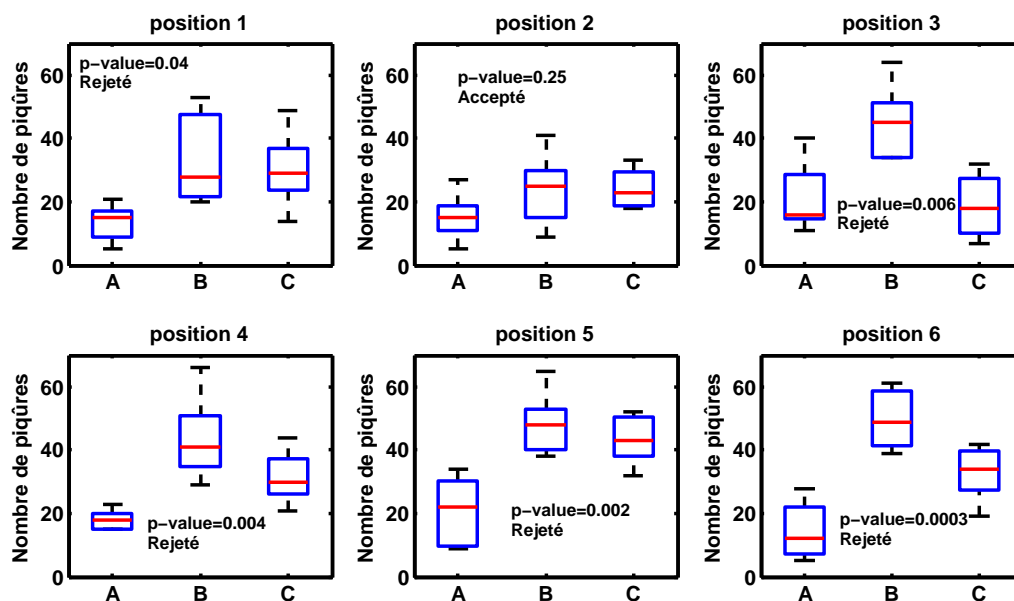 position 1
position 2
position 3
Nombre de piqûres
60
40
20
0
p−value=0.04
Rejeté
A
B
C
Nombre de piqûres
60
40
20
0
p−value=0.25
Accepté
A
B
C
Nombre de piqûres
60
40
20
0
p−value=0.006
Rejeté
A
B
C
position 4
position 5
position 6
Nombre de piqûres
60
40
20
0
p−value=0.004
Rejeté
A
B
C
Nombre de piqûres
60
40
20
0
p−value=0.002
Rejeté
A
B
C
Nombre de piqûres
60
40
20
0
p−value=0.0003
Rejeté
A
B
C